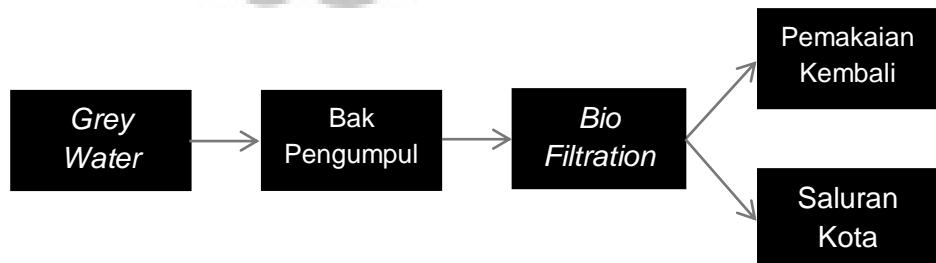 Grey
Water
Bak
Pengumpul
Bio
Filtration
Pemakaian
Kembali
Saluran
Kota